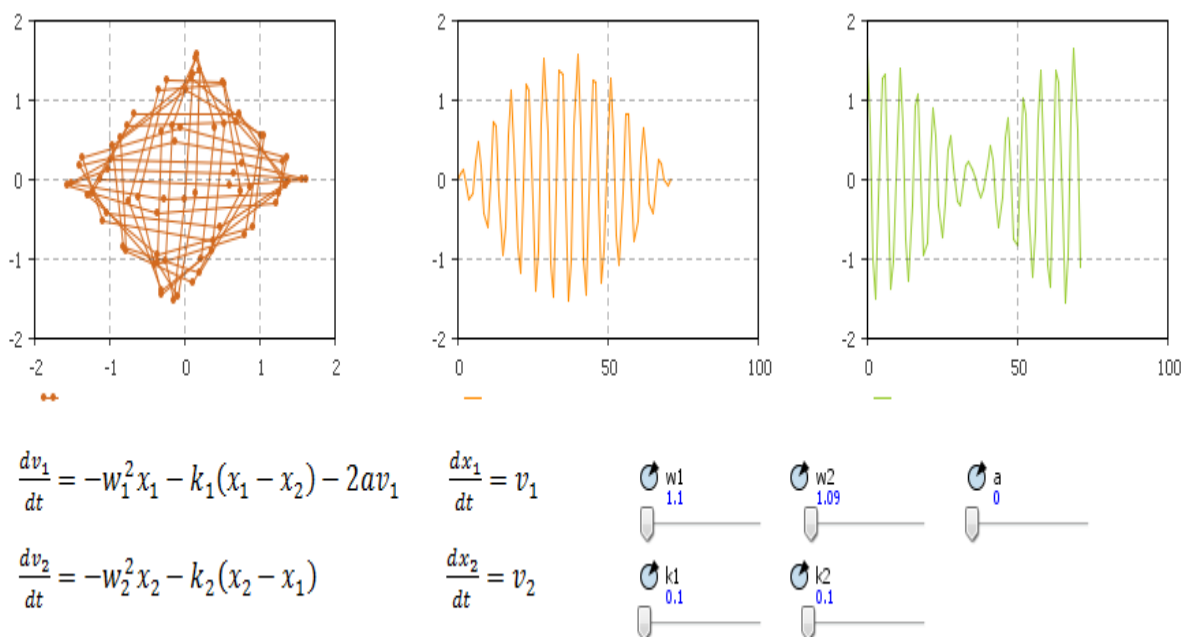 2 2 2
1 1 1
0 0 0
-1 -1 -1
-2 -2 -2
-2 -1 0 1 2 0 50 100 0 50 100
dv₁/dt = −w₁²x₁ − k₁(x₁ − x₂) − 2av₁ dx₁/dt = v₁
w1 w2 a
1.1 1.09 0
dv₂/dt = −w₂²x₂ − k₂(x₂ − x₁) dx₂/dt = v₂
k1 k2
0.1 0.1